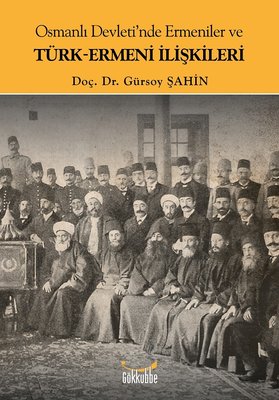 Osmanlı Devleti'nde Ermeniler ve
TÜRK-ERMENİ İLİŞKİLERİ
Doç. Dr. Gürsoy ŞAHİN
Gökkubbe